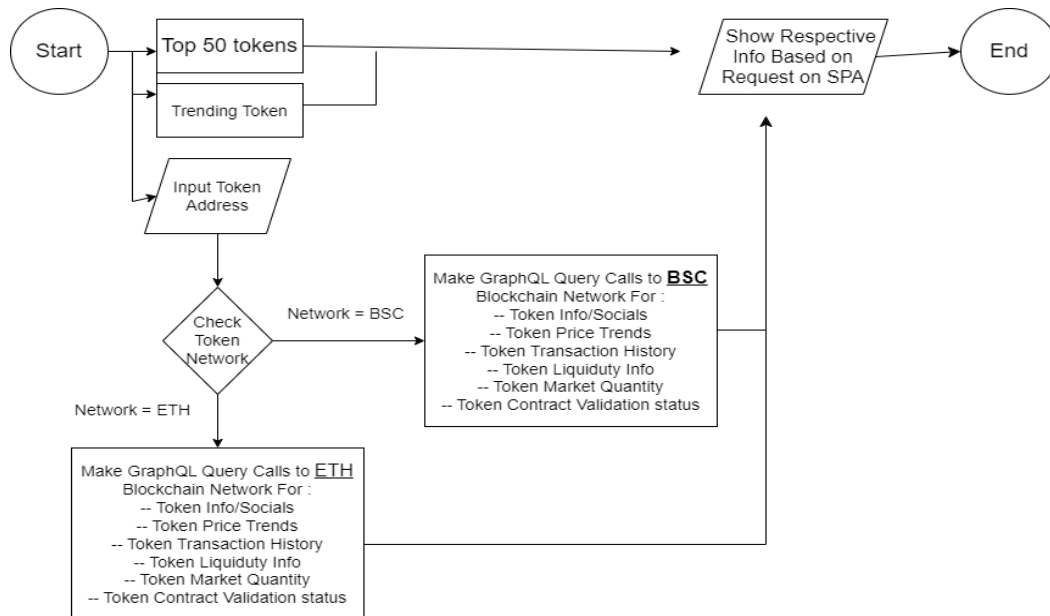 Start
Top 50 tokens
Trending Token
Input Token
Address
Show Respective
Info Based on
Request on SPA
End
Check
Token
Network
Network = BSC
Make GraphQL Query Calls to BSC
Blockchain Network For :
-- Token Info/Socials
-- Token Price Trends
-- Token Transaction History
-- Token Liquiduty Info
-- Token Market Quantity
-- Token Contract Validation status
Network = ETH
Make GraphQL Query Calls to ETH
Blockchain Network For :
-- Token Info/Socials
-- Token Price Trends
-- Token Transaction History
-- Token Liquiduty Info
-- Token Market Quantity
-- Token Contract Validation status